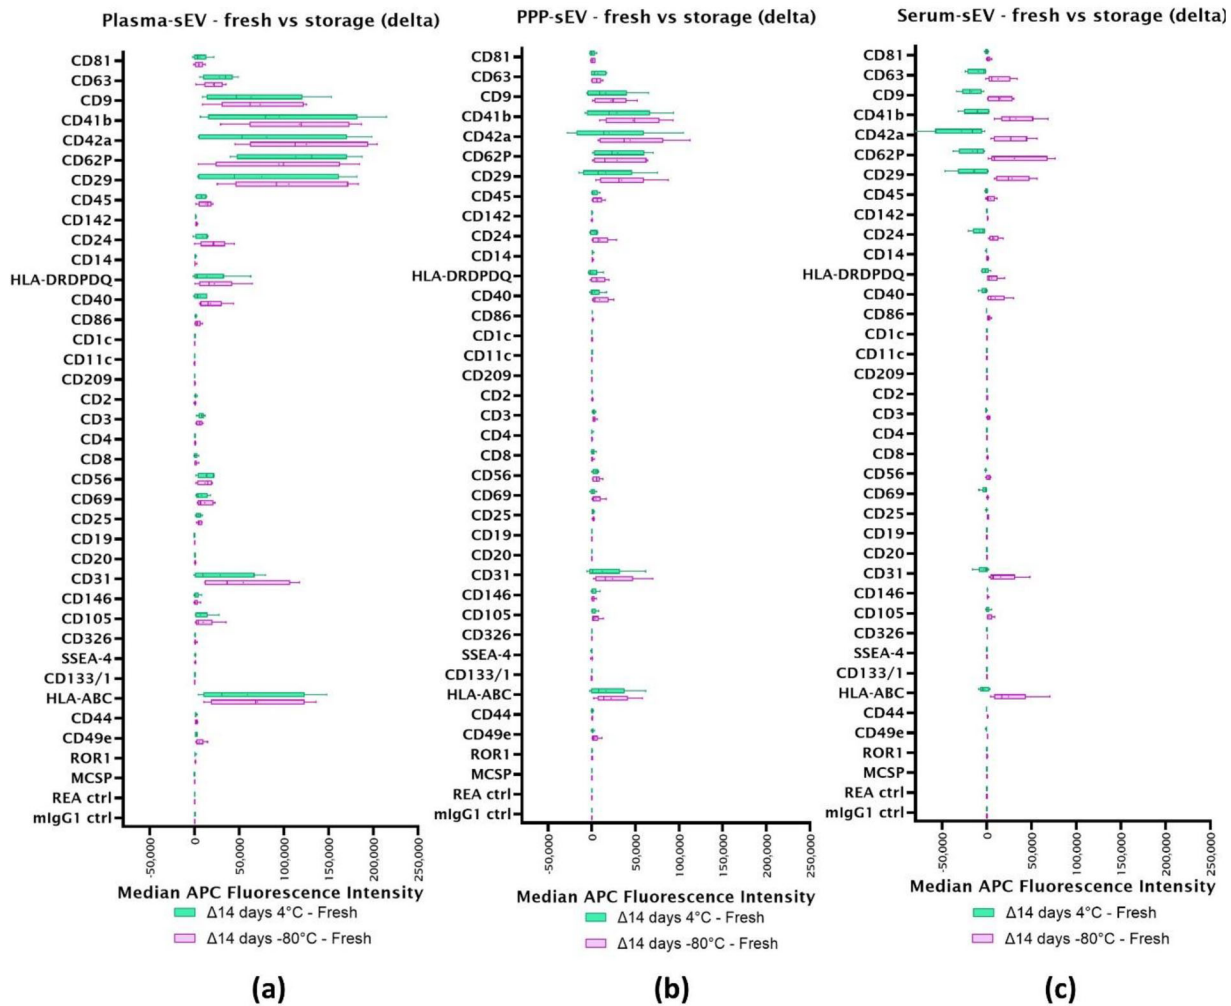 Plasma-sEV - fresh vs storage (delta)
CD81
CD63
CD9
CD41b
CD42a
CD62P
CD29
CD45
CD142
CD24
CD14
HLA-DRDPDQ
CD40
CD86
CD1c
CD11c
CD209
CD2
CD3
CD4
CD8
CD56
CD69
CD25
CD19
CD20
CD31
CD146
CD105
CD326
SSEA-4
CD133/1
HLA-ABC
CD44
CD49e
ROR1
MCSP
REA ctrl
mIgG1 ctrl
-50,000
0
50,000
100,000
150,000
200,000
250,000
Median APC Fluorescence Intensity
Δ14 days 4°C - Fresh
Δ14 days -80°C - Fresh
(a)
PPP-sEV - fresh vs storage (delta)
CD81
CD63
CD9
CD41b
CD42a
CD62P
CD29
CD45
CD142
CD24
CD14
HLA-DRDPDQ
CD40
CD86
CD1c
CD11c
CD209
CD2
CD3
CD4
CD8
CD56
CD69
CD25
CD19
CD20
CD31
CD146
CD105
CD326
SSEA-4
CD133/1
HLA-ABC
CD44
CD49e
ROR1
MCSP
REA ctrl
mIgG1 ctrl
-50,000
0
50,000
100,000
150,000
200,000
250,000
Median APC Fluorescence Intensity
Δ14 days 4°C - Fresh
Δ14 days -80°C - Fresh
(b)
Serum-sEV - fresh vs storage (delta)
CD81
CD63
CD9
CD41b
CD42a
CD62P
CD29
CD45
CD142
CD24
CD14
HLA-DRDPDQ
CD40
CD86
CD1c
CD11c
CD209
CD2
CD3
CD4
CD8
CD56
CD69
CD25
CD19
CD20
CD31
CD146
CD105
CD326
SSEA-4
CD133/1
HLA-ABC
CD44
CD49e
ROR1
MCSP
REA ctrl
mIgG1 ctrl
-50,000
0
50,000
100,000
150,000
200,000
250,000
Median APC Fluorescence Intensity
Δ14 days 4°C - Fresh
Δ14 days -80°C - Fresh
(c)